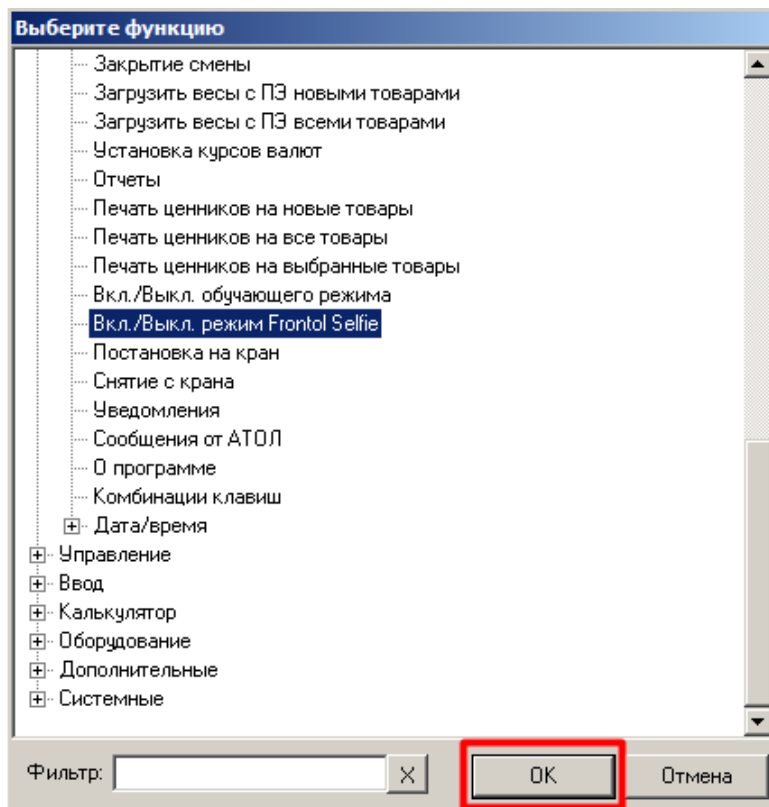 Выберите функцию
Закрытие смены
Загрузить весы с ПЭ новыми товарами
Загрузить весы с ПЭ всеми товарами
Установка курсов валют
Отчеты
Печать ценников на новые товары
Печать ценников на все товары
Печать ценников на выбранные товары
Вкл./Выкл. обучающего режима
Вкл./Выкл. режим Frontol Selfie
Постановка на кран
Снятие с крана
Уведомления
Сообщения от АТОЛ
О программе
Комбинации клавиш
Дата/время
Управление
Ввод
Калькулятор
Оборудование
Дополнительные
Системные
Фильтр: X OK Отмена